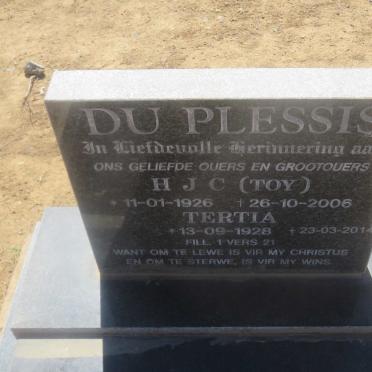 DU PLESSIS
In Liefdevolle Herinnering aan
ONS GELIEFDE OUERS EN GROOTOUERS
H J C (TOY)
* 11-01-1926 † 26-10-2006
TERTIA
* 13-09-1928 † 23-03-2014
FILL. 1 VERS 21
WANT OM TE LEWE IS VIR MY CHRISTUS
EN OM TE STERWE, IS VIR MY WINS.